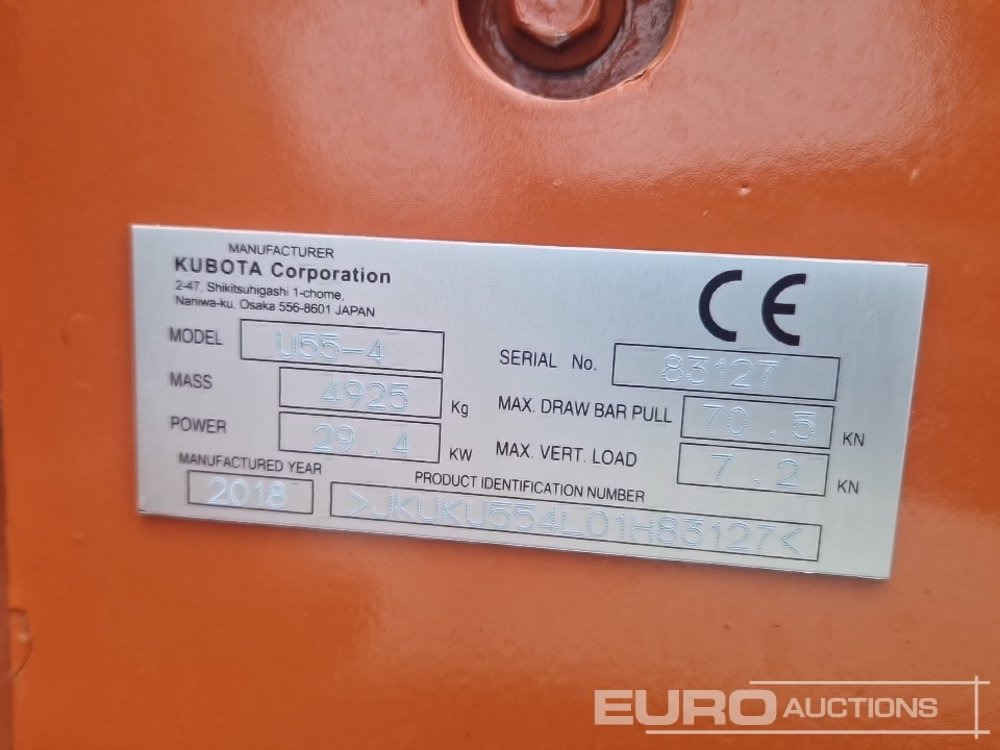 MANUFACTURER
KUBOTA Corporation
2-47, Shikitsuhigashi 1-chome,
Naniwa-ku, Osaka 556-8601 JAPAN
CE
MODEL U55-4
SERIAL No. 83127
MASS 4925 Kg
MAX. DRAW BAR PULL 70.5 KN
POWER 29.4 KW
MAX. VERT. LOAD 7.2 KN
MANUFACTURED YEAR
2018
PRODUCT IDENTIFICATION NUMBER
>JKUKU554L01H83127<
EURO AUCTIONS